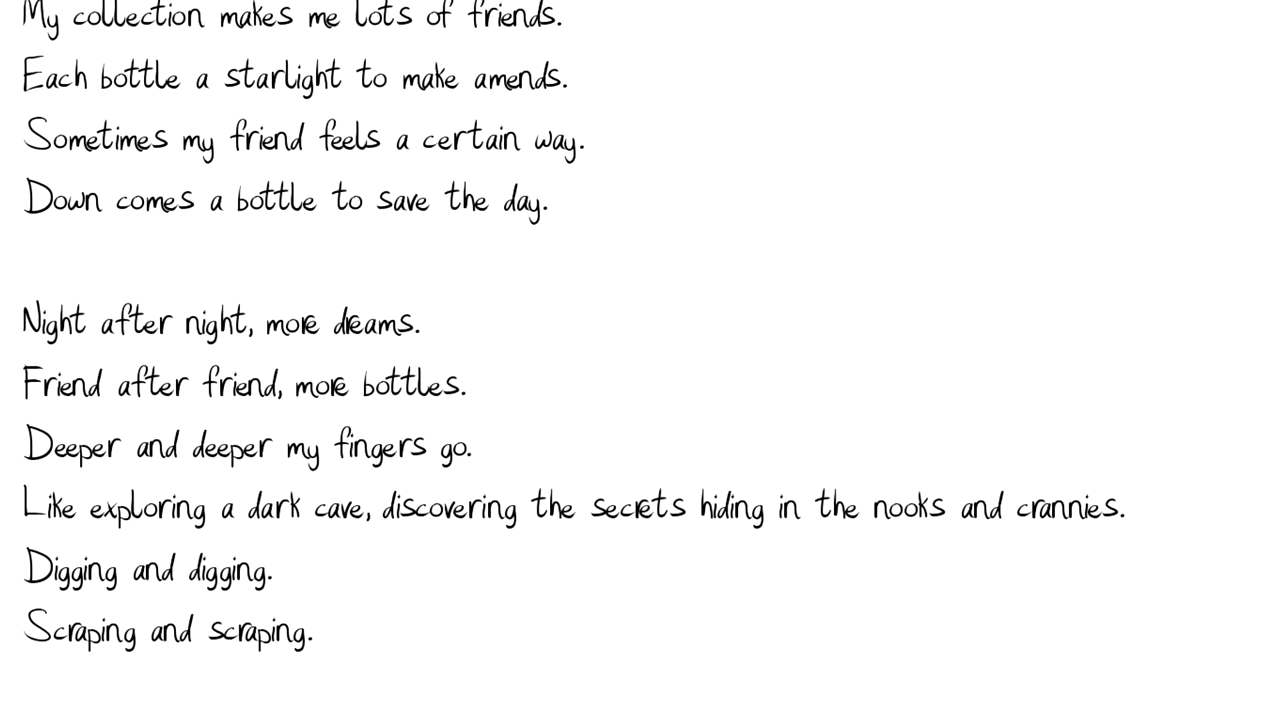 My collection makes me lots of friends.
Each bottle a starlight to make amends.
Sometimes my friend feels a certain way.
Down comes a bottle to save the day.
Night after night, more dreams.
Friend after friend, more bottles.
Deeper and deeper my fingers go.
Like exploring a dark cave, discovering the secrets hiding in the nooks and crannies.
Digging and digging.
Scraping and scraping.